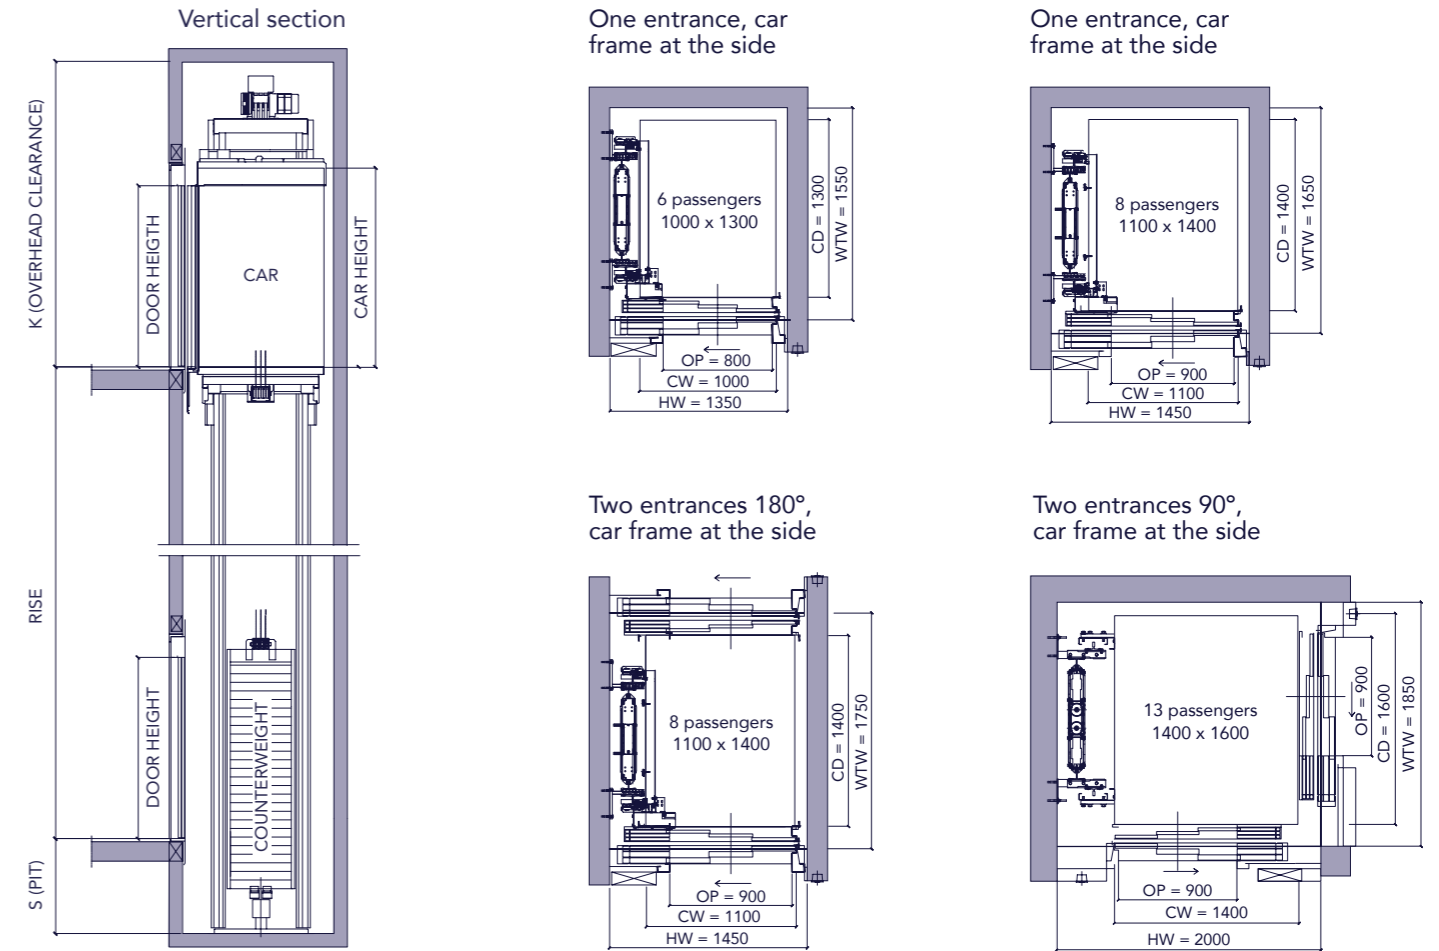 Vertical section
K (OVERHEAD CLEARANCE)
DOOR HEIGTH
CAR
CAR HEIGHT
RISE
DOOR HEIGHT
COUNTERWEIGHT
S (PIT)
One entrance, car
frame at the side
6 passengers
1000 x 1300
CD = 1300
WTW = 1550
OP = 800
CW = 1000
HW = 1350
One entrance, car
frame at the side
8 passengers
1100 x 1400
CD = 1400
WTW = 1650
OP = 900
CW = 1100
HW = 1450
Two entrances 180°,
car frame at the side
8 passengers
1100 x 1400
CD = 1400
WTW = 1750
OP = 900
CW = 1100
HW = 1450
Two entrances 90°,
car frame at the side
13 passengers
1400 x 1600
OP = 900
CD = 1600
WTW = 1850
OP = 900
CW = 1400
HW = 2000